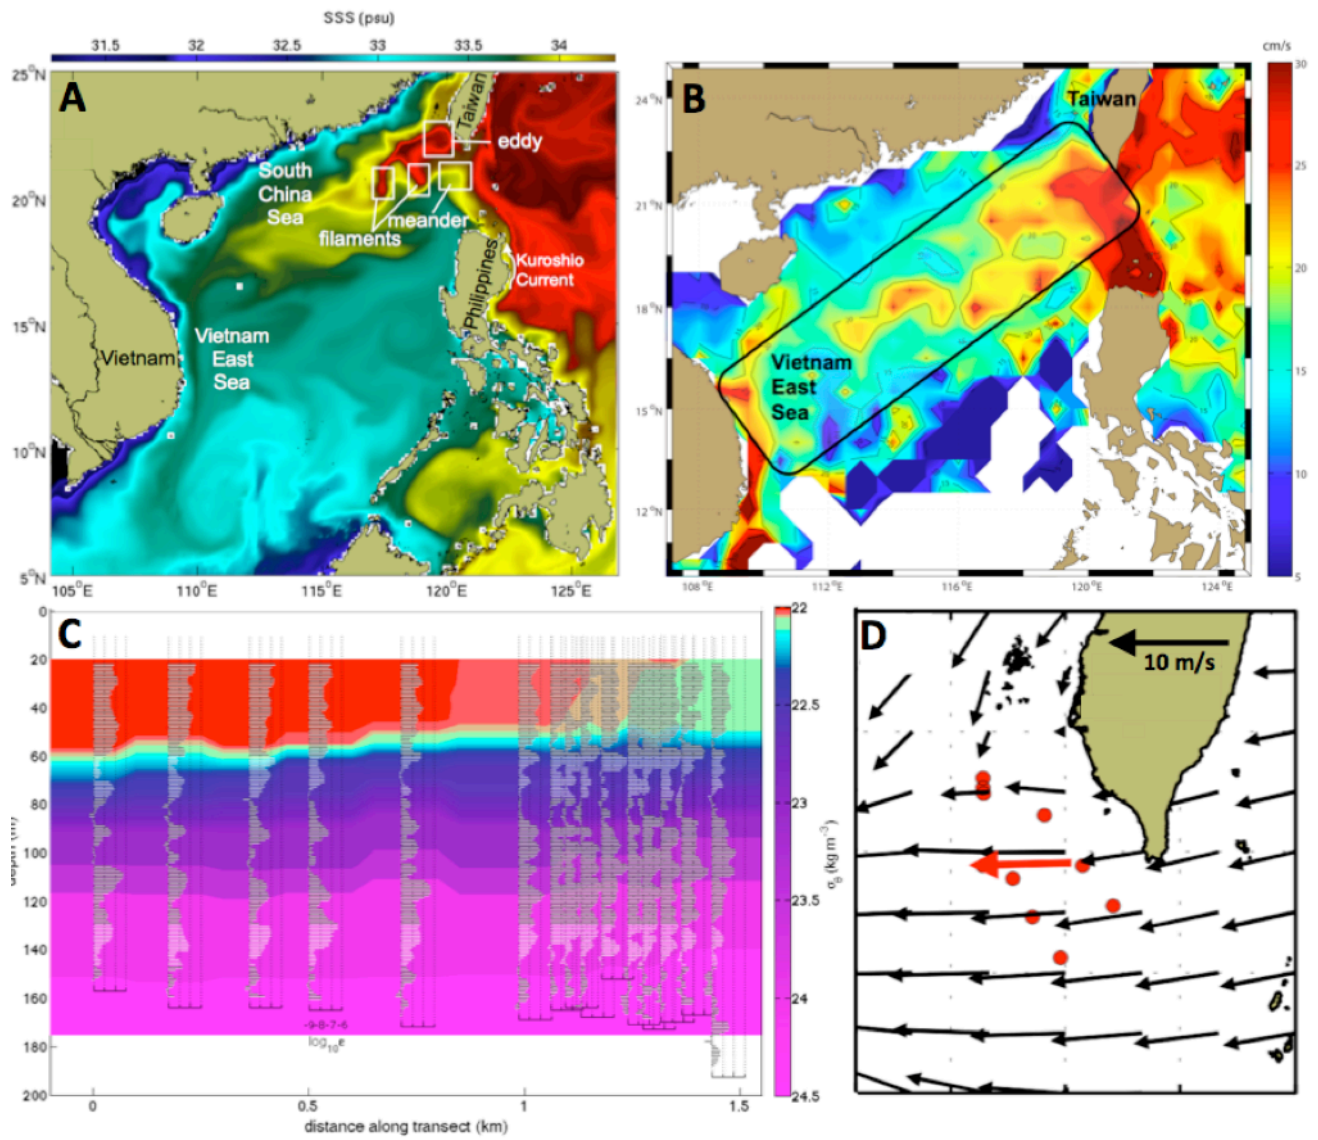 SSS (psu)
31.5 32 32.5 33 33.5 34
A
25°N
20°N
15°N
10°N
5°N
105°E 110°E 115°E 120°E 125°E
Taiwan
eddy
South
China
Sea
meander
filaments
Kuroshio
Current
Philippines
Vietnam
East
Sea
Vietnam
B
cm/s
30
25
20
15
10
5
24°N
21°N
18°N
15°N
12°N
108°E 112°E 116°E 120°E 124°E
Taiwan
Vietnam
East
Sea
C
0
20
40
60
80
100
120
140
160
180
200
-9-8-7-6
log10ε
0 0.5 1 1.5
distance along transect (km)
22
22.5
23
23.5
24
24.5
σθ (kg m-3)
D
10 m/s